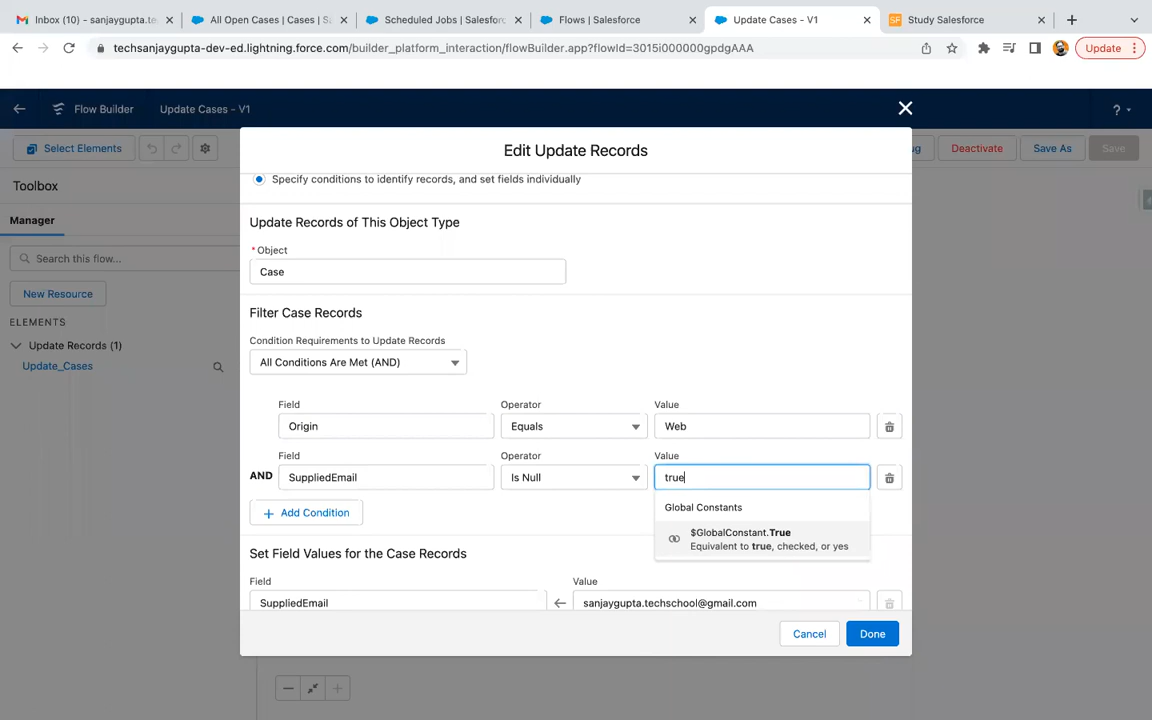 Inbox (10) - sanjaygupta.te
All Open Cases | Cases | Sa
Scheduled Jobs | Salesforc
Flows | Salesforce
Update Cases - V1
SF
Study Salesforce
techsanjaygupta-dev-ed.lightning.force.com/builder_platform_interaction/flowBuilder.app?flowId=3015i000000gpdgAAA
Update
Flow Builder
Update Cases - V1
?
Select Elements
ug
Deactivate
Save As
Save
Edit Update Records
Toolbox
Manager
Search this flow...
New Resource
ELEMENTS
Update Records (1)
Update_Cases
Specify conditions to identify records, and set fields individually
Update Records of This Object Type
*Object
Case
Filter Case Records
Condition Requirements to Update Records
All Conditions Are Met (AND)
Field
Operator
Value
Origin
Equals
Web
Field
Operator
Value
AND
SuppliedEmail
Is Null
true
Global Constants
$GlobalConstant.True
Equivalent to true, checked, or yes
Add Condition
Set Field Values for the Case Records
Field
Value
SuppliedEmail
sanjaygupta.techschool@gmail.com
Cancel
Done